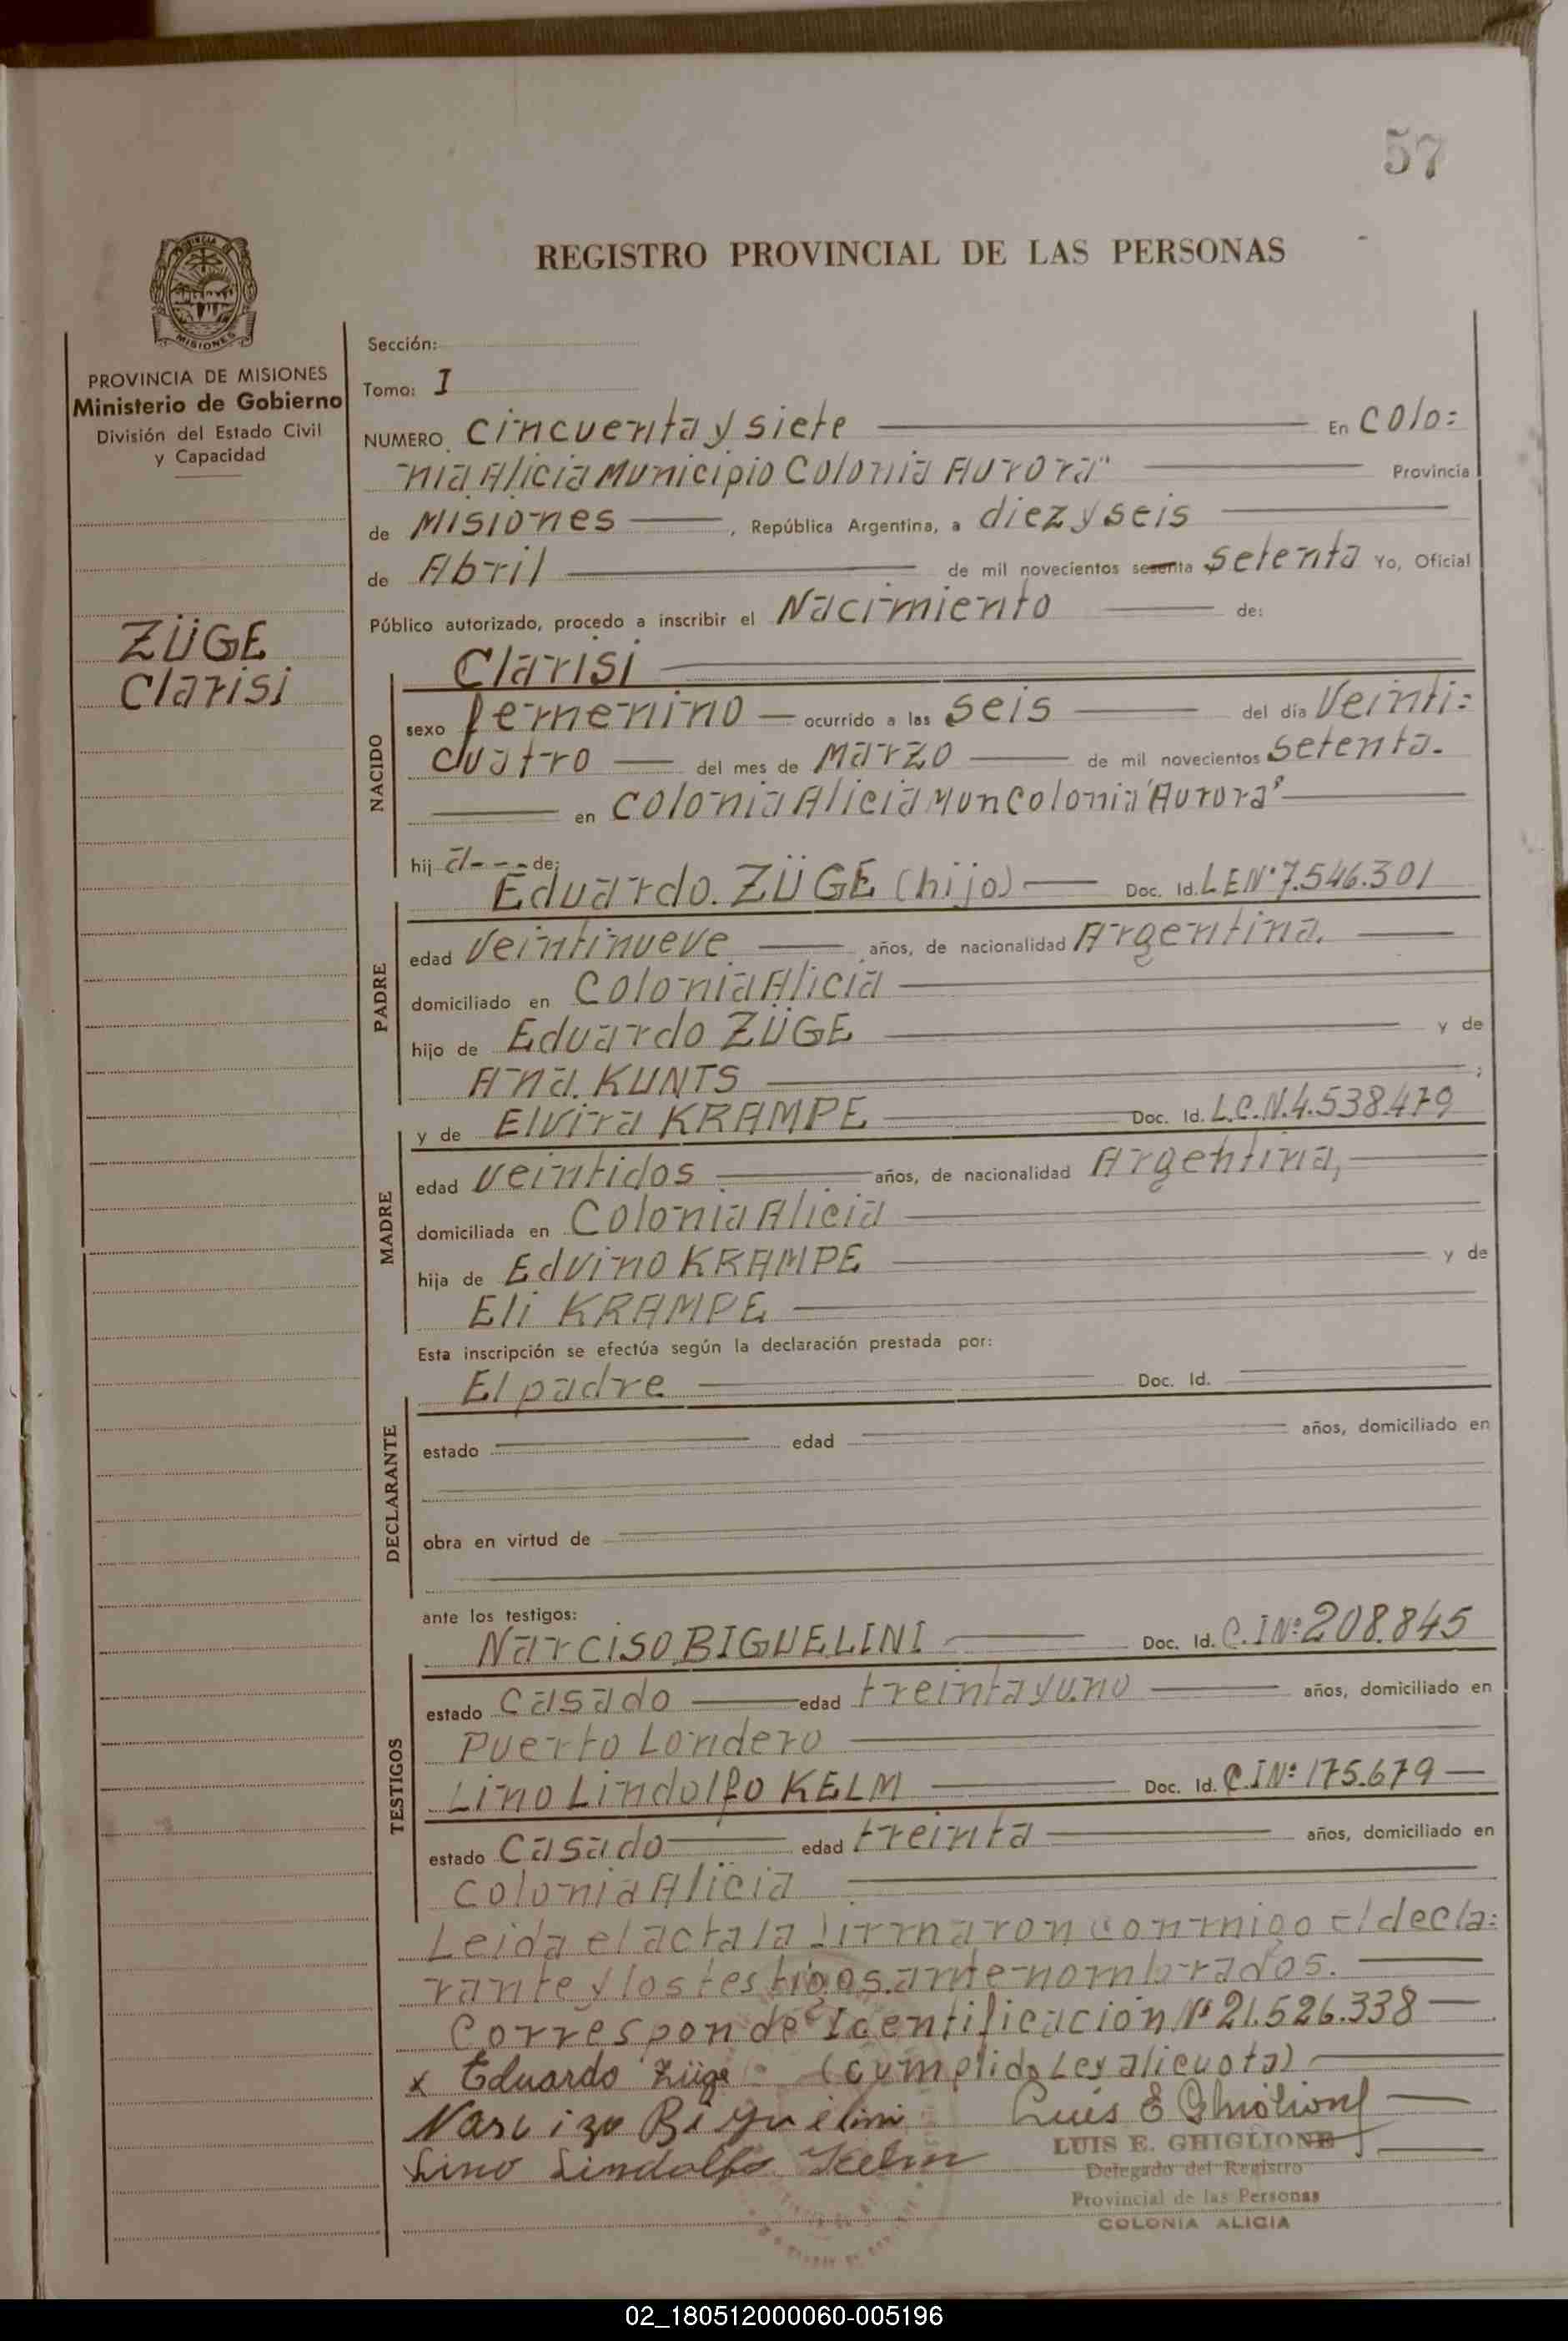 57
REGISTRO PROVINCIAL DE LAS PERSONAS
MISIONES
PROVINCIA DE MISIONES
Ministerio de Gobierno
División del Estado Civil
y Capacidad
ZÜGE
Clarisi
Sección:
Tomo: I
NUMERO Cincuenta y siete En Colo=
nia Alicia Municipio Colonia Aurora" Provincia
de Misiones, República Argentina, a diez y seis
de Abril de mil novecientos sesenta setenta Yo, Oficial
Público autorizado, procedo a inscribir el Nacimiento de:
Clarisi
NACIDO
sexo femenino ocurrido a las seis del día Veinti=
cuatro del mes de Marzo de mil novecientos setenta.
en Colonia Alicia Mun Colonia "Aurora"
hij a--- de:
Eduardo. ZÜGE (hijo) Doc. Id. L E Nº 7.546.301
PADRE
edad Veintinueve años, de nacionalidad Argentina.
domiciliado en Colonia Alicia
hijo de Eduardo ZÜGE y de
Ana. KUNTS ;
y de Elvira KRAMPE Doc. Id. L.C.N. 4.538.479
MADRE
edad veintidos años, de nacionalidad Argentina,
domiciliada en Colonia Alicia
hija de Edvino KRAMPE y de
Eli KRAMPE
Esta inscripción se efectúa según la declaración prestada por:
El padre Doc. Id.
DECLARANTE
estado edad años, domiciliado en
obra en virtud de
ante los testigos:
Narciso BIGUELINI Doc. Id. C.I Nº 208.845
TESTIGOS
estado Casado edad treinta y uno años, domiciliado en
Puerto Londero
Lino Lindolfo KELM Doc. Id. C.I Nº 175.679
estado Casado edad treinta años, domiciliado en
Colonia Alicia
Leida el acta la firmaron conmigo el decla=
rante y los testigos ante nombrados.
Corresponde Identificación Nº 21.526.338
x Eduardo Züge (cumplido Ley alicuota)
Narcizo Biguelini Luis E Ghiglione
Lino Lindolfo Kelm
LUIS E. GHIGLIONE
Delegado del Registro
Provincial de las Personas
COLONIA ALICIA
02_180512000060-005196